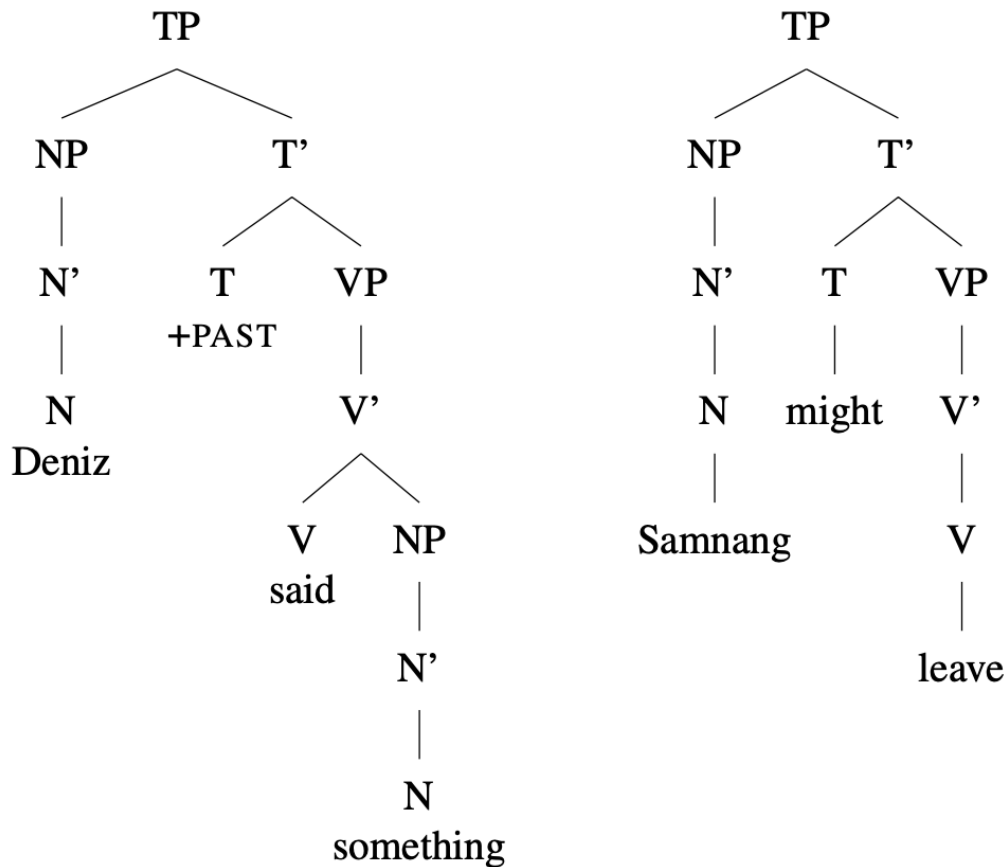 TP TP
NP T’ NP T’
N’ T VP N’ T VP
+PAST
N V’ N might V’
Deniz
V NP Samnang V
said
N’ leave
N
something